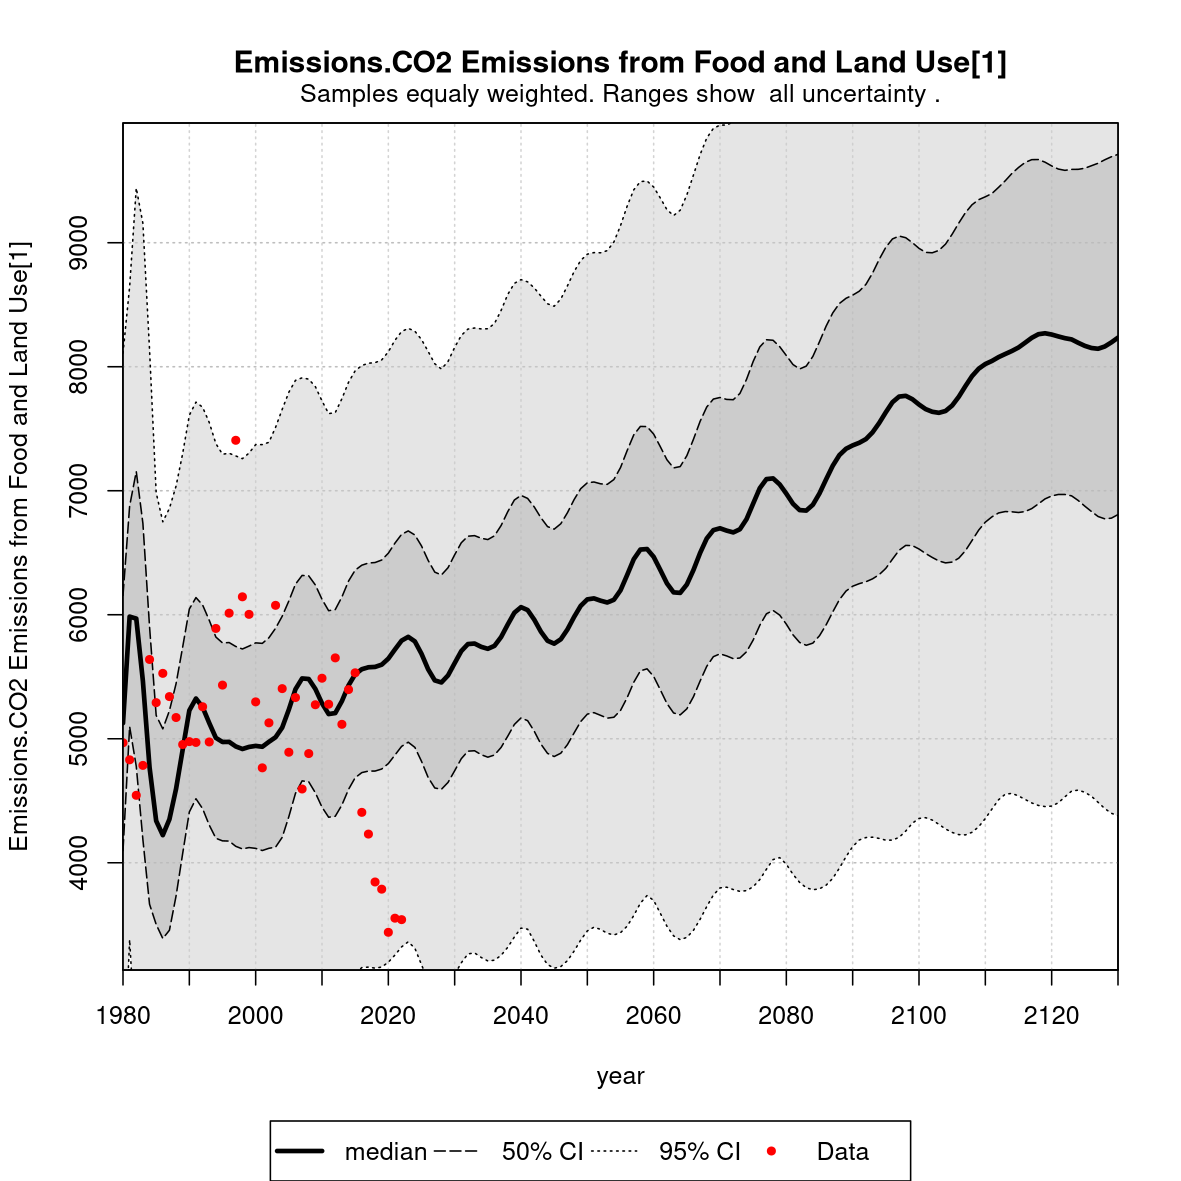 Emissions.CO2 Emissions from Food and Land Use[1]
Samples equaly weighted. Ranges show  all uncertainty .
Emissions.CO2 Emissions from Food and Land Use[1]
9000
8000
7000
6000
5000
4000
1980 2000 2020 2040 2060 2080 2100 2120
year
median 50% CI 95% CI Data